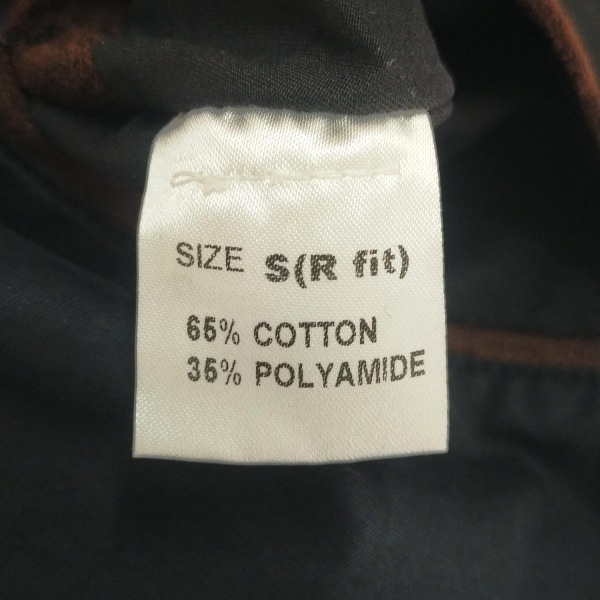 SIZE S(R fit)
65% COTTON
35% POLYAMIDE